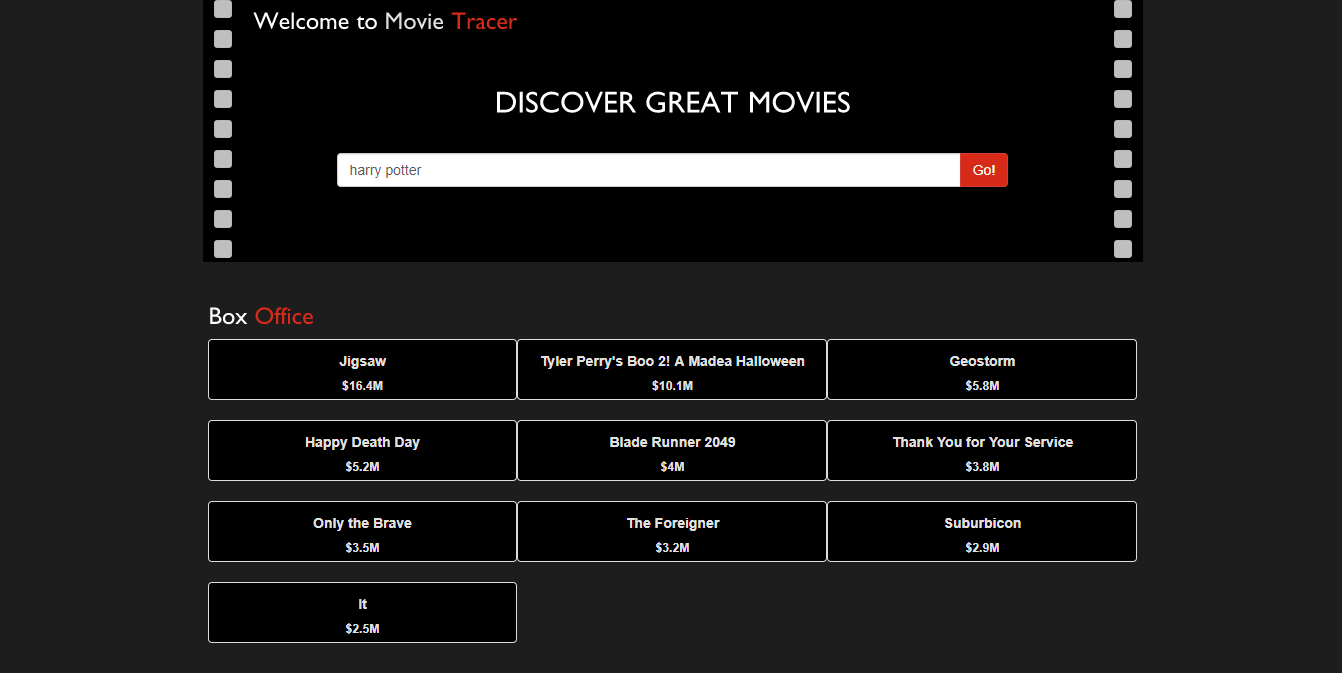 Welcome to Movie Tracer
DISCOVER GREAT MOVIES
harry potter
Go!
Box Office
Jigsaw
$16.4M
Tyler Perry's Boo 2! A Madea Halloween
$10.1M
Geostorm
$5.8M
Happy Death Day
$5.2M
Blade Runner 2049
$4M
Thank You for Your Service
$3.8M
Only the Brave
$3.5M
The Foreigner
$3.2M
Suburbicon
$2.9M
It
$2.5M